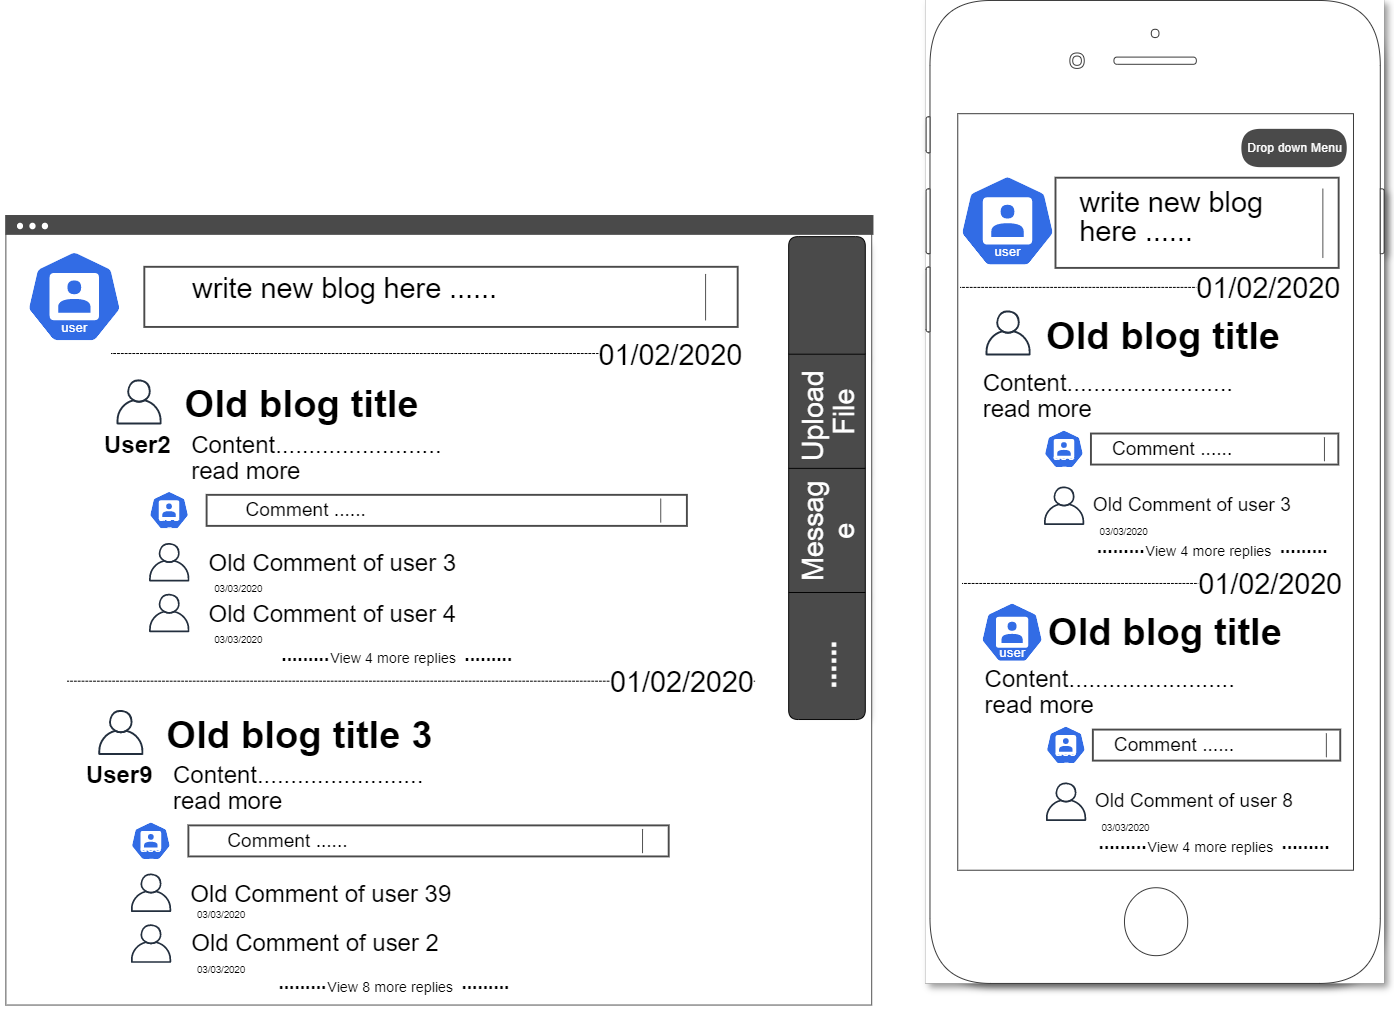 user
write new blog here ......
01/02/2020
Old blog title
User2
Content.........................
read more
Comment ......
Old Comment of user 3
03/03/2020
Old Comment of user 4
03/03/2020
.........View 4 more replies .........
01/02/2020
Old blog title 3
User9
Content.........................
read more
Comment ......
Old Comment of user 39
03/03/2020
Old Comment of user 2
03/03/2020
.........View 8 more replies .........
Upload
File
Messag
e
......
Drop down Menu
user
write new blog
here ......
01/02/2020
Old blog title
Content.........................
read more
Comment ......
Old Comment of user 3
03/03/2020
.........View 4 more replies .........
01/02/2020
user
Old blog title
Content.........................
read more
Comment ......
Old Comment of user 8
03/03/2020
.........View 4 more replies .........